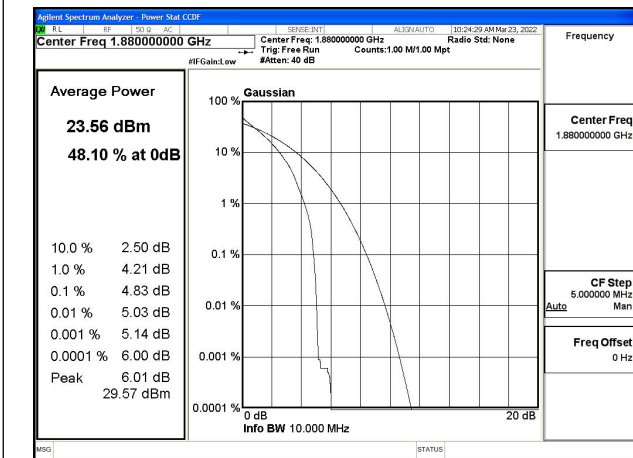 Agilent Spectrum Analyzer - Power Stat CCDF
RL RF 50 Ω AC SENSE:INT ALIGN AUTO 10:24:29 AM Mar 23, 2022
Center Freq 1.880000000 GHz
Center Freq: 1.880000000 GHz Radio Std: None
Trig: Free Run Counts:1.00 M/1.00 Mpt
#IFGain:Low #Atten: 40 dB
Frequency
Average Power
23.56 dBm
48.10 % at 0dB
10.0 % 2.50 dB
1.0 % 4.21 dB
0.1 % 4.83 dB
0.01 % 5.03 dB
0.001 % 5.14 dB
0.0001 % 6.00 dB
Peak 6.01 dB
29.57 dBm
Gaussian
100 %
10 %
1 %
0.1 %
0.01 %
0.001 %
0.0001 %
0 dB 20 dB
Info BW 10.000 MHz
Center Freq
1.880000000 GHz
CF Step
5.000000 MHz
Auto Man
Freq Offset
0 Hz
MSG STATUS